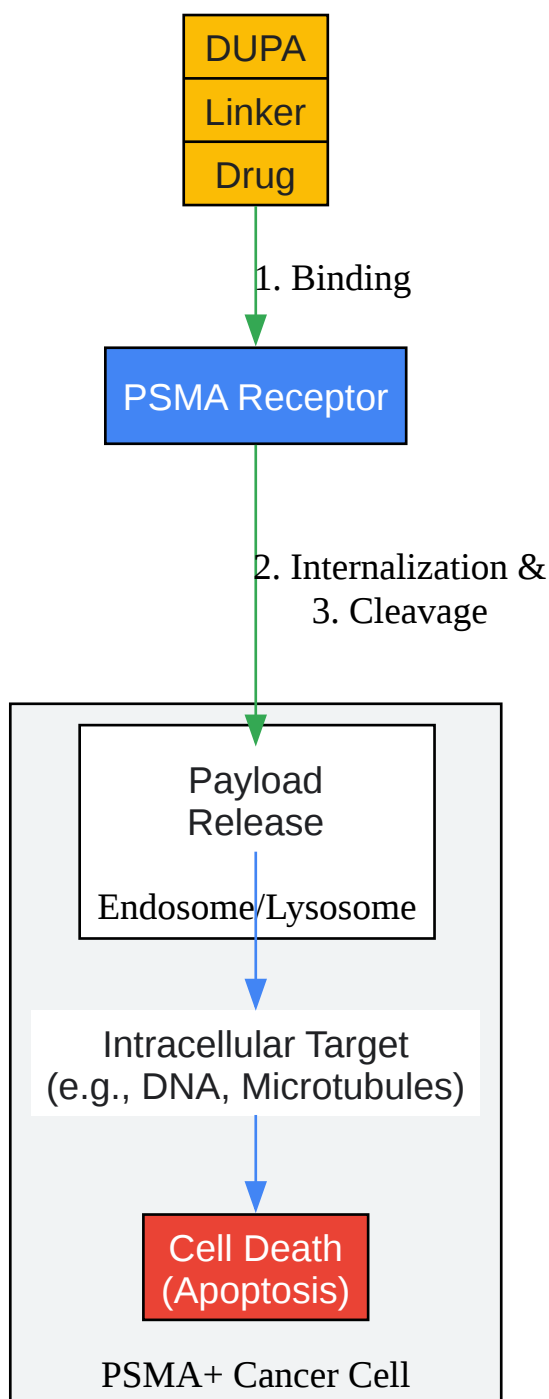 DUPA
Linker
Drug
1. Binding
PSMA Receptor
2. Internalization &
3. Cleavage
Payload
Release
Endosome/Lysosome
Intracellular Target
(e.g., DNA, Microtubules)
Cell Death
(Apoptosis)
PSMA+ Cancer Cell